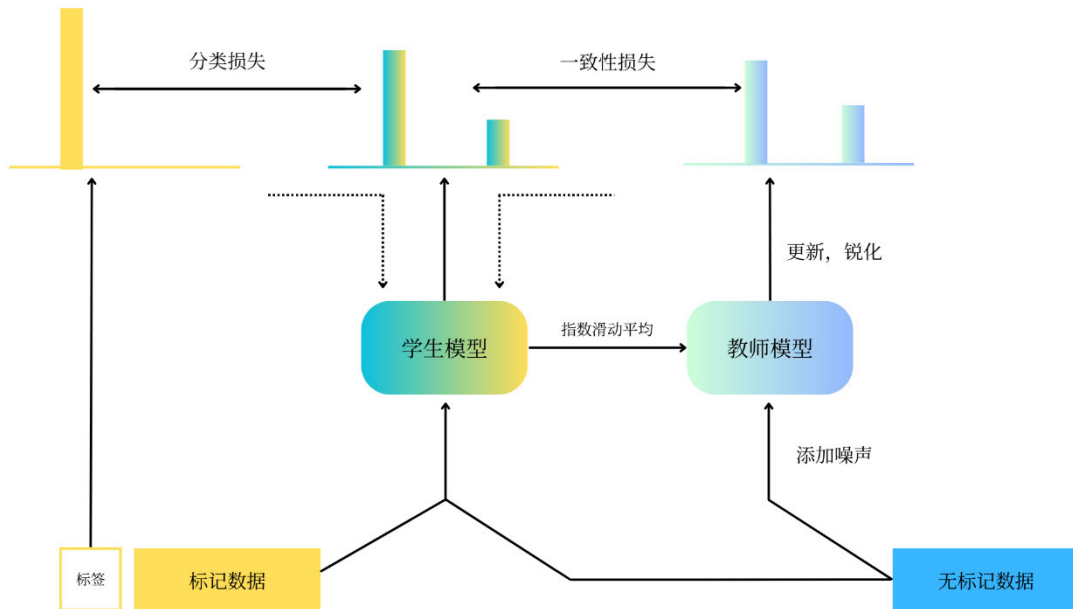 分类损失
一致性损失
更新，锐化
指数滑动平均
学生模型
教师模型
添加噪声
标签
标记数据
无标记数据